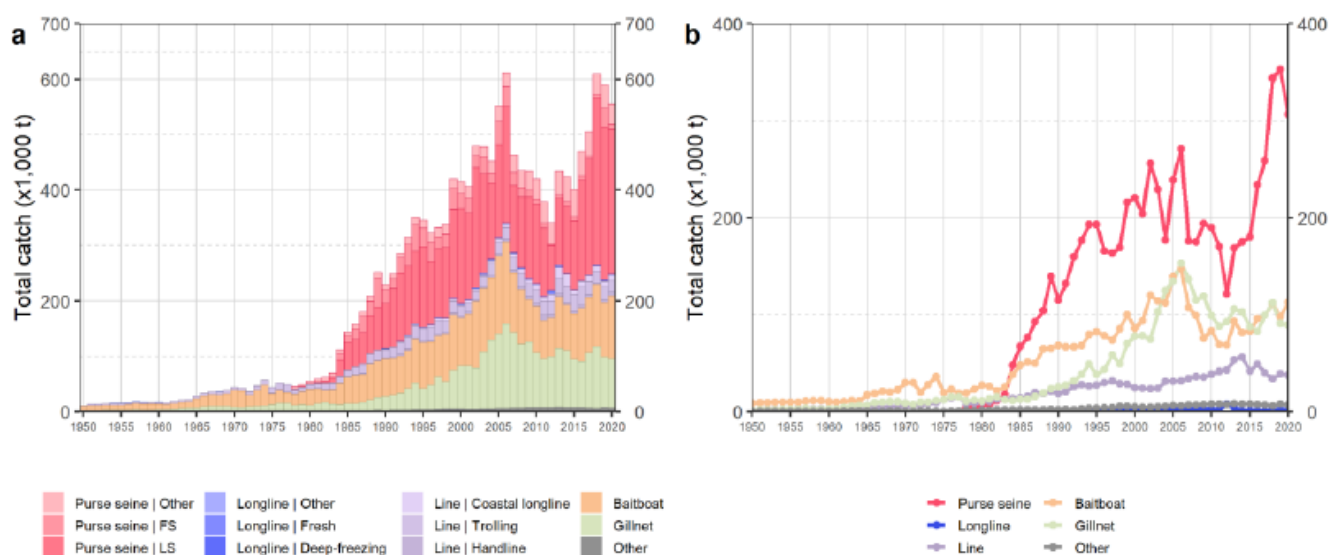 a
b
700
600
400
200
0
700
600
400
200
0
Total catch (x1,000 t)
1950 1955 1960 1965 1970 1975 1980 1985 1990 1995 2000 2005 2010 2015 2020
400
200
0
400
200
0
Total catch (x1,000 t)
1950 1955 1960 1965 1970 1975 1980 1985 1990 1995 2000 2005 2010 2015 2020
Purse seine | Other
Purse seine | FS
Purse seine | LS
Longline | Other
Longline | Fresh
Longline | Deep-freezing
Line | Coastal longline
Line | Trolling
Line | Handline
Baitboat
Gillnet
Other
Purse seine
Longline
Line
Baitboat
Gillnet
Other